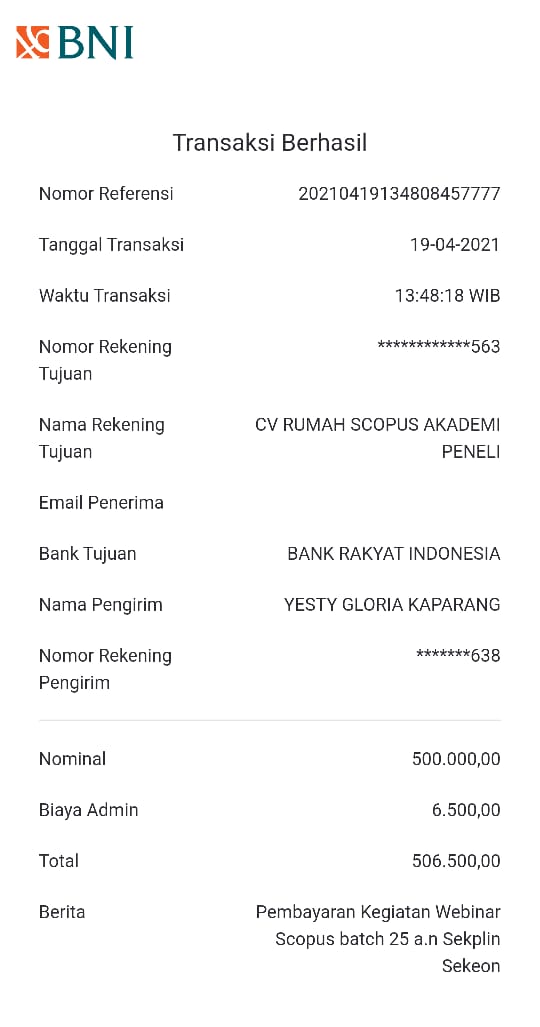 BNI
Transaksi Berhasil
Nomor Referensi 20210419134808457777
Tanggal Transaksi 19-04-2021
Waktu Transaksi 13:48:18 WIB
Nomor Rekening ************563
Tujuan
Nama Rekening CV RUMAH SCOPUS AKADEMI
Tujuan PENELI
Email Penerima
Bank Tujuan BANK RAKYAT INDONESIA
Nama Pengirim YESTY GLORIA KAPARANG
Nomor Rekening *******638
Pengirim
Nominal 500.000,00
Biaya Admin 6.500,00
Total 506.500,00
Berita Pembayaran Kegiatan Webinar
Scopus batch 25 a.n Sekplin
Sekeon